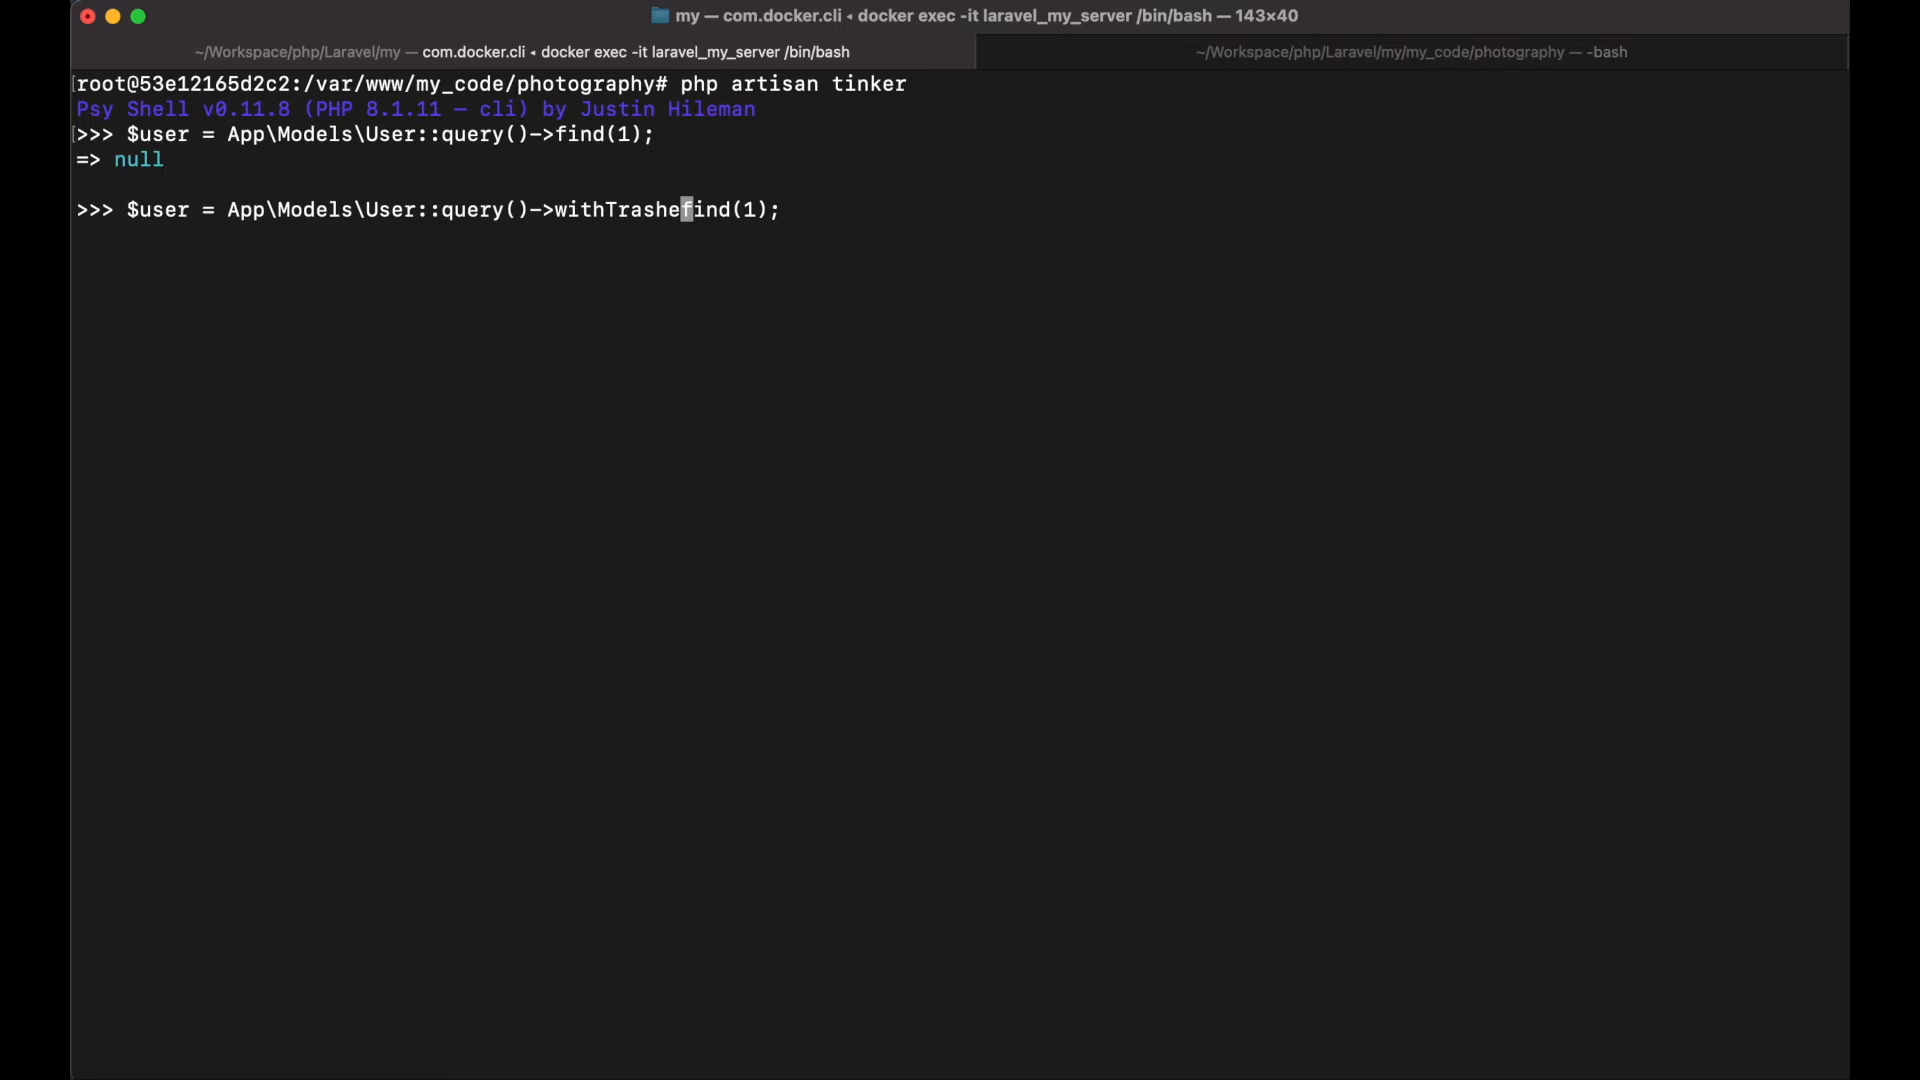 my — com.docker.cli ◂ docker exec -it laravel_my_server /bin/bash — 143×40
~/Workspace/php/Laravel/my — com.docker.cli ◂ docker exec -it laravel_my_server /bin/bash
~/Workspace/php/Laravel/my/my_code/photography — -bash
[root@53e12165d2c2:/var/www/my_code/photography# php artisan tinker
Psy Shell v0.11.8 (PHP 8.1.11 — cli) by Justin Hileman
[>>> $user = App\Models\User::query()->find(1);
=> null
>>> $user = App\Models\User::query()->withTrashefind(1);